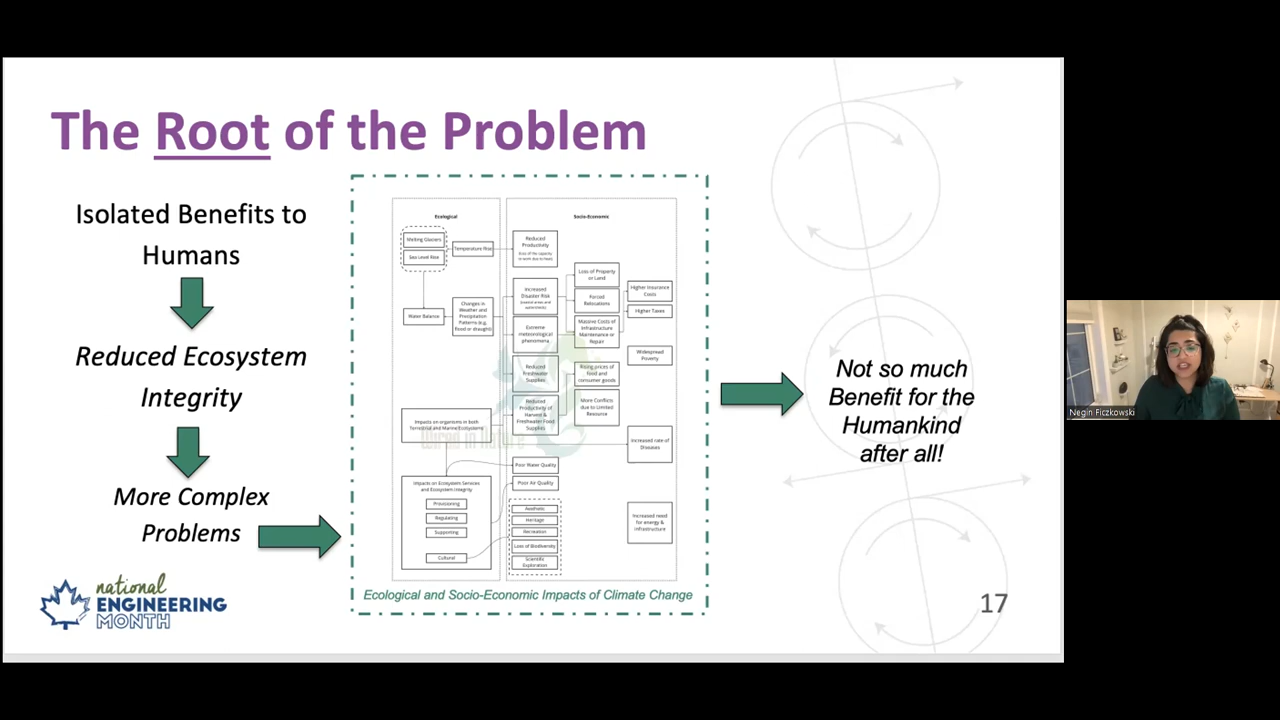 The Root of the Problem
Isolated Benefits to
Humans
Reduced Ecosystem
Integrity
More Complex
Problems
national
ENGINEERING
MONTH
Ecological
Melting Glaciers
Sea Level Rise
Temperature Rise
Water Balance
Changes in
Weather and
Precipitation
Patterns (e.g.
flood or drought)
Impacts on organisms in both
Terrestrial and Marine Ecosystems
Impacts on Ecosystem Services
and Ecosystem Integrity
Provisioning
Regulating
Supporting
Cultural
Socio-Economic
Reduced
Productivity
Increased
Disaster Risk
Extreme
meteorological
phenomena
Reduced
Freshwater
Supplies
Reduced
Productivity of
Harvest &
Freshwater Food
Supplies
Poor Water Quality
Poor Air Quality
Aesthetic
Heritage
Recreation
Loss of Biodiversity
Scientific
Exploration
Loss of Property
or Land
Forced
Relocations
Massive Costs of
Infrastructure
Maintenance or
Repair
Rising prices of
food and
consumer goods
More Conflicts
due to Limited
Resource
Higher Insurance
Costs
Higher Taxes
Widespread
Poverty
Increased rate of
Diseases
Increased need
for energy &
infrastructure
Wired in Nature
Ecological and Socio-Economic Impacts of Climate Change
Not so much
Benefit for the
Humankind
after all!
17
Negin Ficzkowski